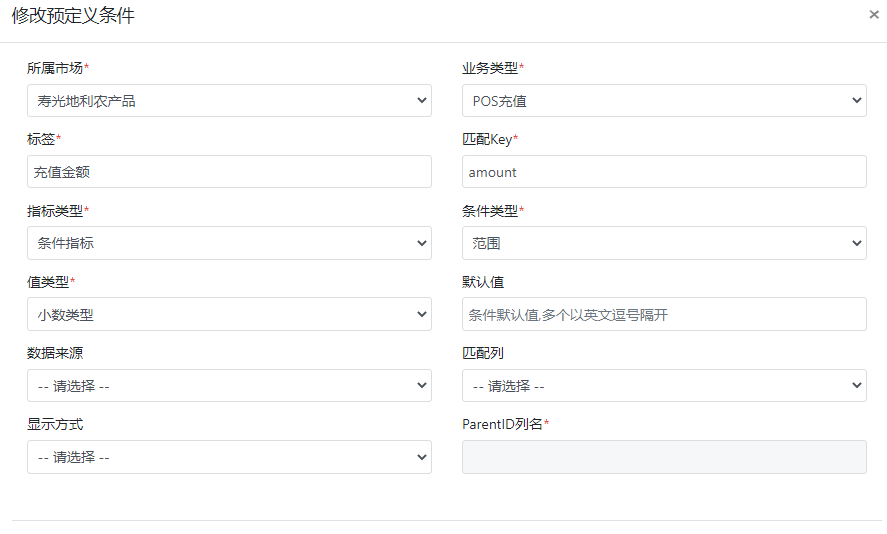 修改预定义条件 ×
所属市场* 业务类型*
寿光地利农产品 POS充值
标签* 匹配Key*
充值金额 amount
指标类型* 条件类型*
条件指标 范围
值类型* 默认值
小数类型 条件默认值,多个以英文逗号隔开
数据来源 匹配列
-- 请选择 -- -- 请选择 --
显示方式 ParentID列名*
-- 请选择 --